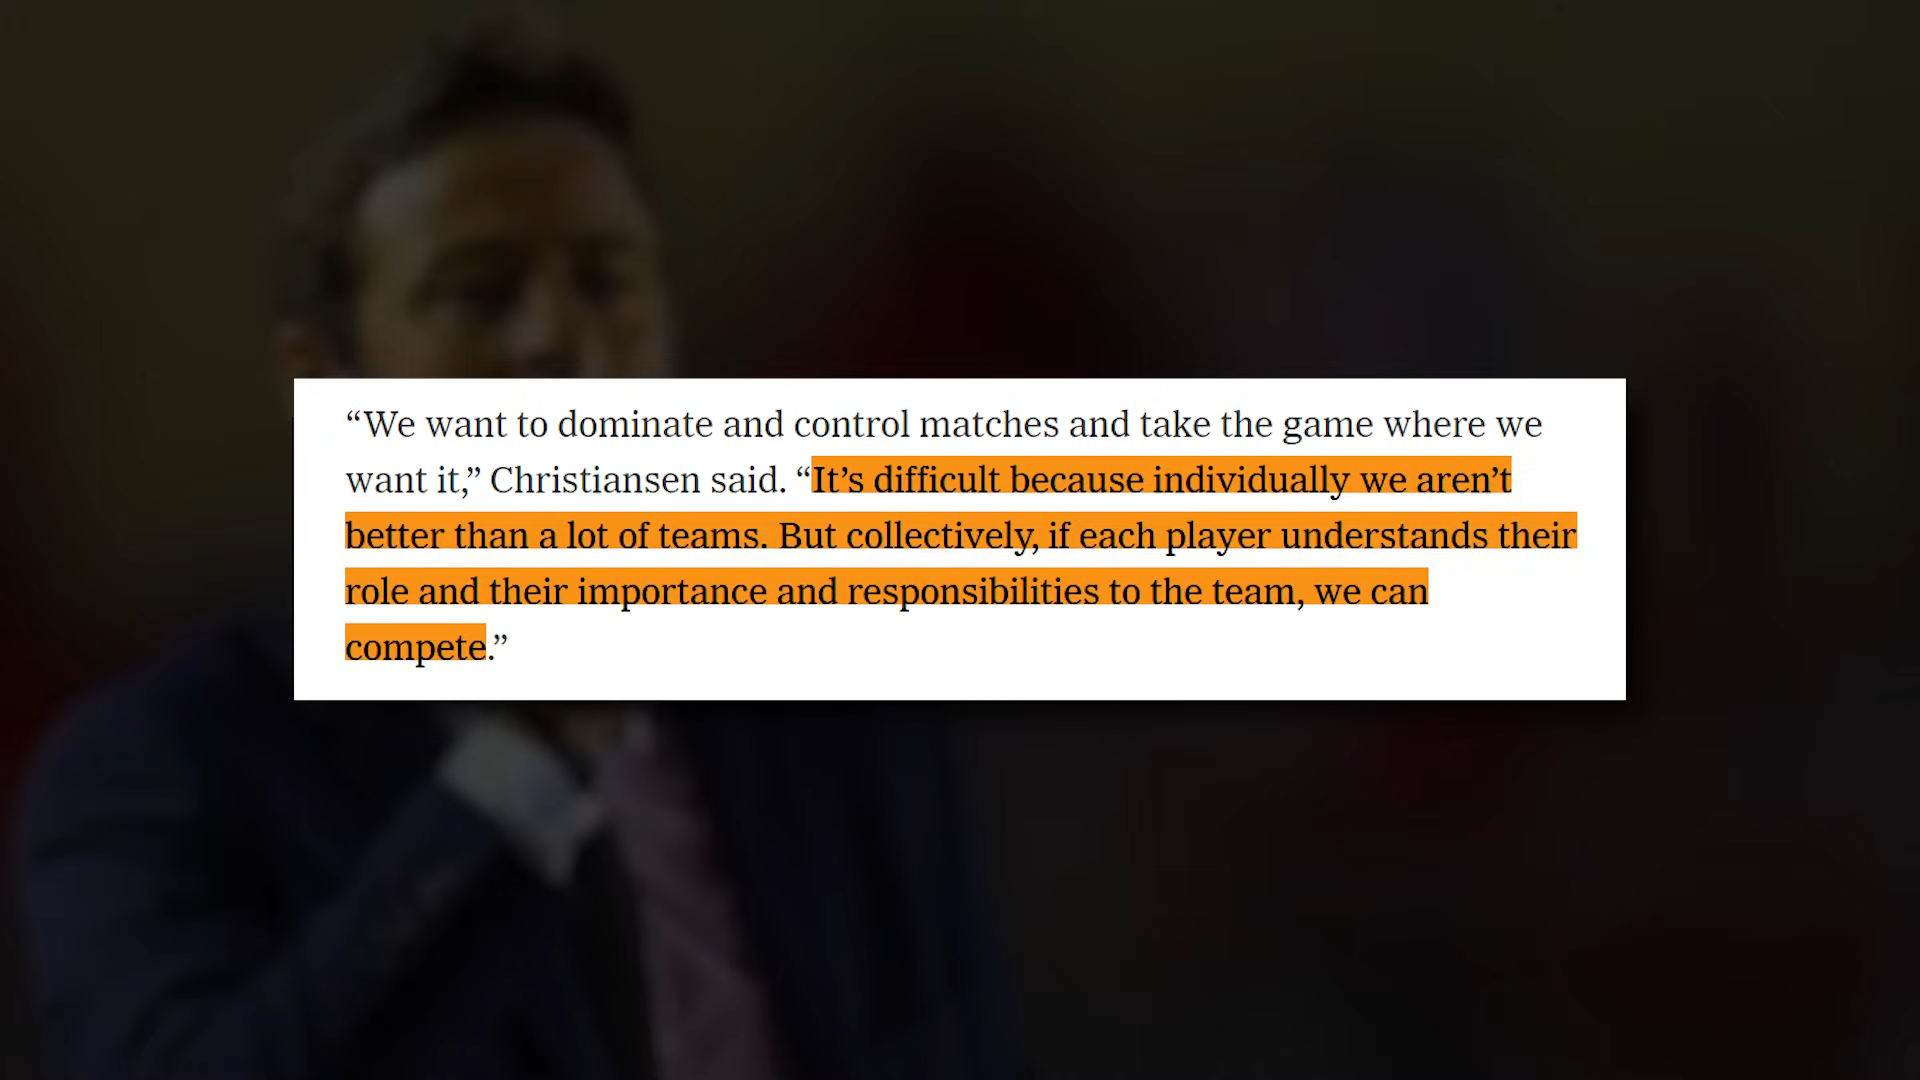 “We want to dominate and control matches and take the game where we
want it,” Christiansen said. “It’s difficult because individually we aren’t
better than a lot of teams. But collectively, if each player understands their
role and their importance and responsibilities to the team, we can
compete.”